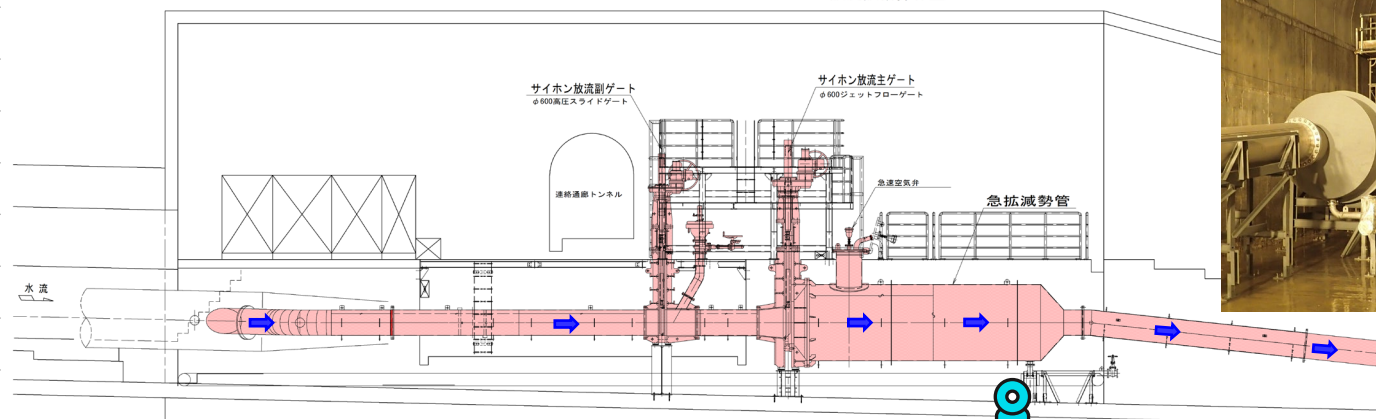 サイホン放流副ゲート
φ600高圧スライドゲート
サイホン放流主ゲート
φ600ジェットフローゲート
連絡通廊トンネル
急速空気弁
急拡減勢管
水流